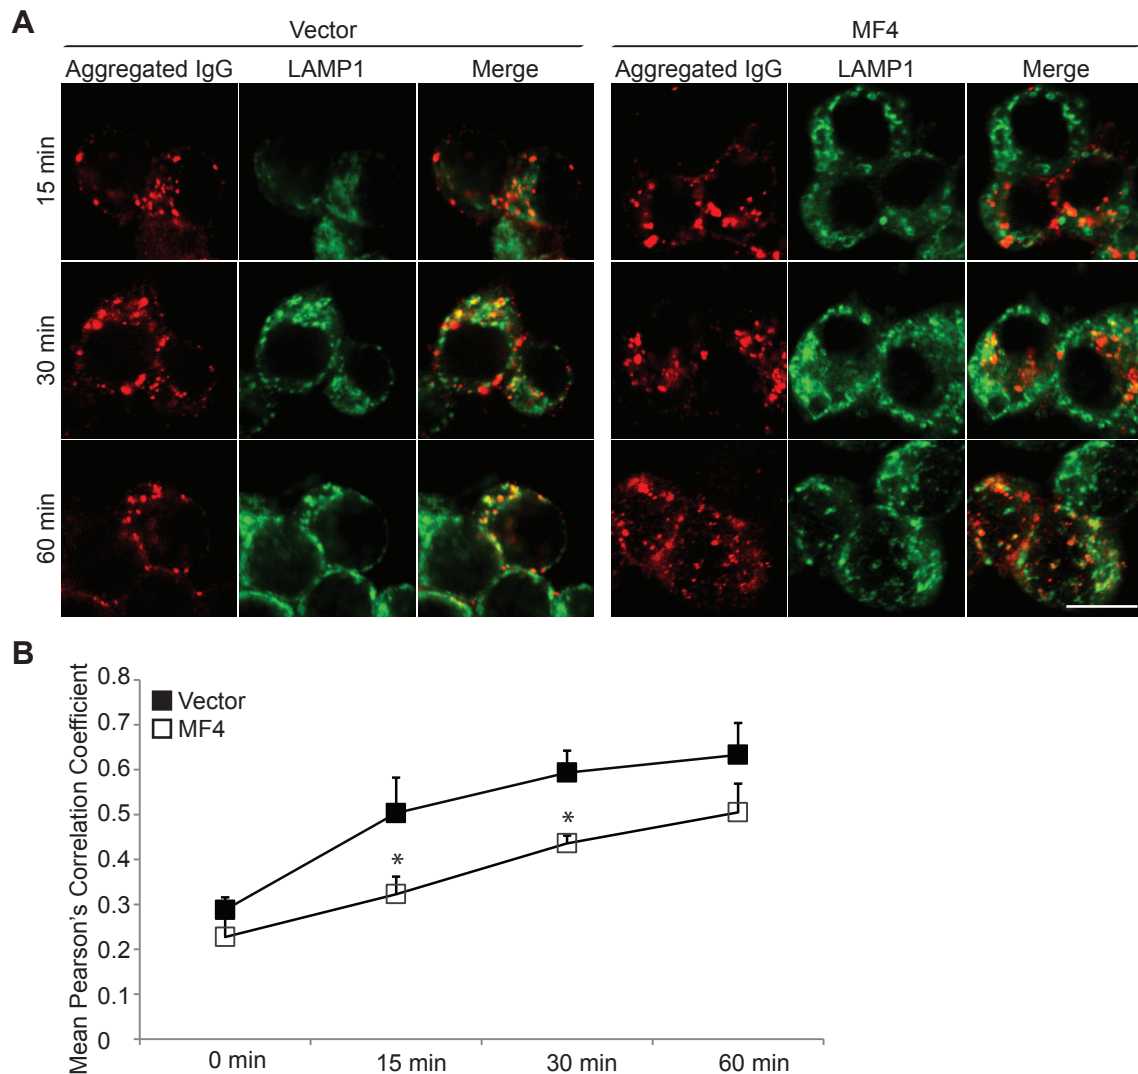 A
Vector
MF4
Aggregated IgG
LAMP1
Merge
Aggregated IgG
LAMP1
Merge
15 min
30 min
60 min
B
Mean Pearson's Correlation Coefficient
0.8
0.7
0.6
0.5
0.4
0.3
0.2
0.1
0
Vector
MF4
*
*
0 min
15 min
30 min
60 min